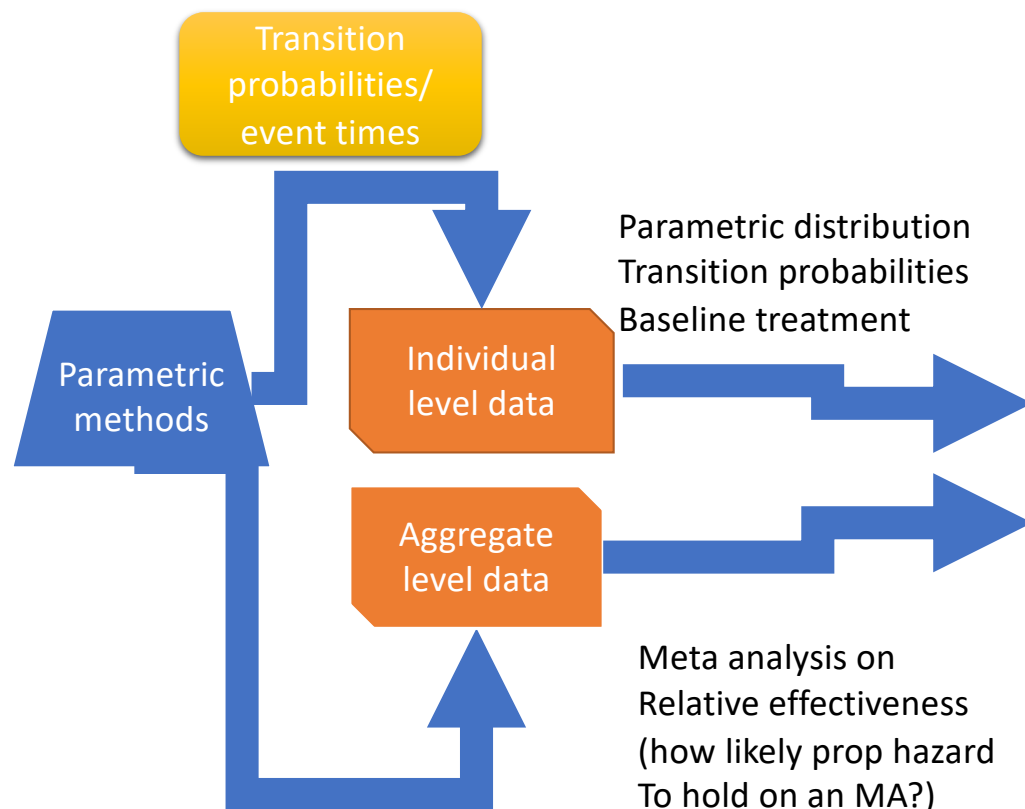 Transition
probabilities/
event times
Parametric distribution
Transition probabilities
Baseline treatment
Parametric
methods
Individual
level data
Aggregate
level data
Meta analysis on
Relative effectiveness
(how likely prop hazard
To hold on an MA?)